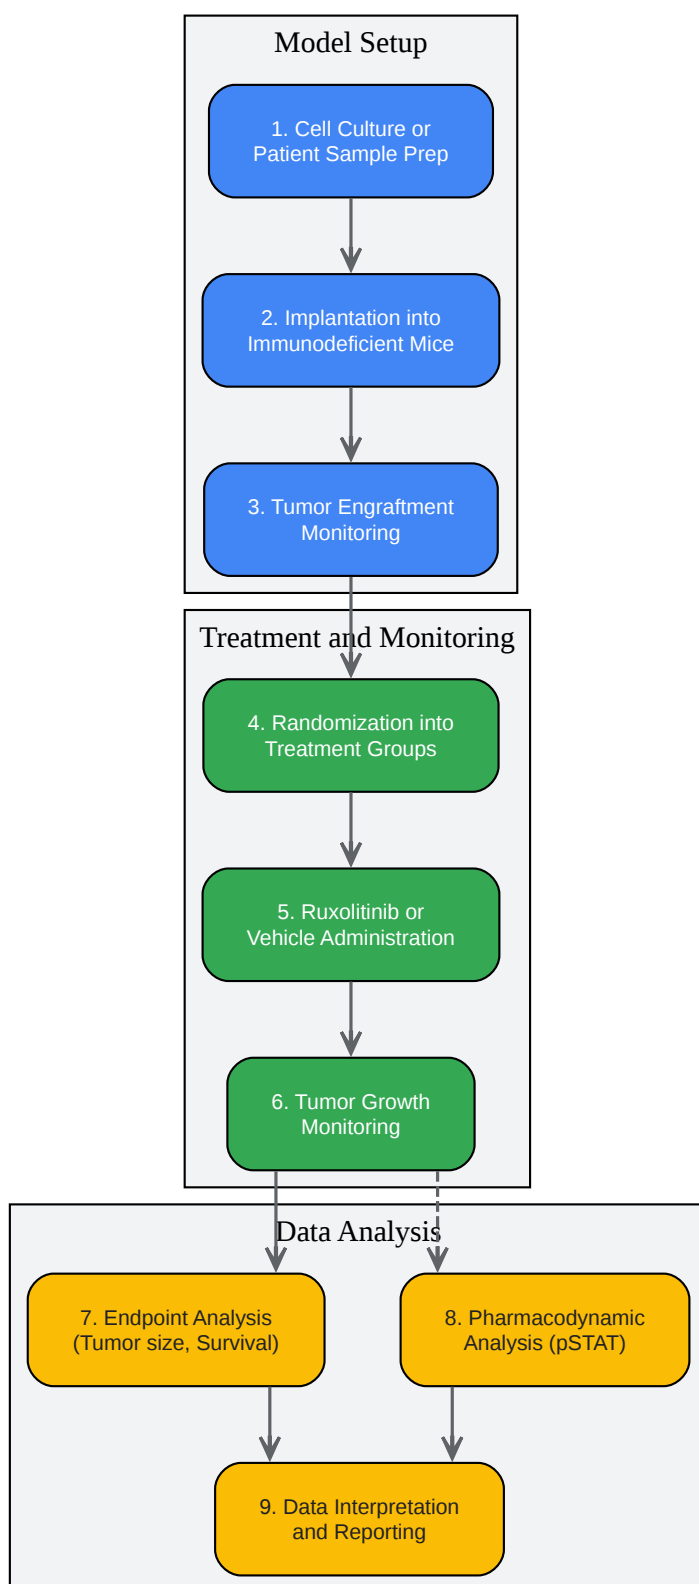 Model Setup
1. Cell Culture or
Patient Sample Prep
2. Implantation into
Immunodeficient Mice
3. Tumor Engraftment
Monitoring
Treatment and Monitoring
4. Randomization into
Treatment Groups
5. Ruxolitinib or
Vehicle Administration
6. Tumor Growth
Monitoring
Data Analysis
7. Endpoint Analysis
(Tumor size, Survival)
8. Pharmacodynamic
Analysis (pSTAT)
9. Data Interpretation
and Reporting